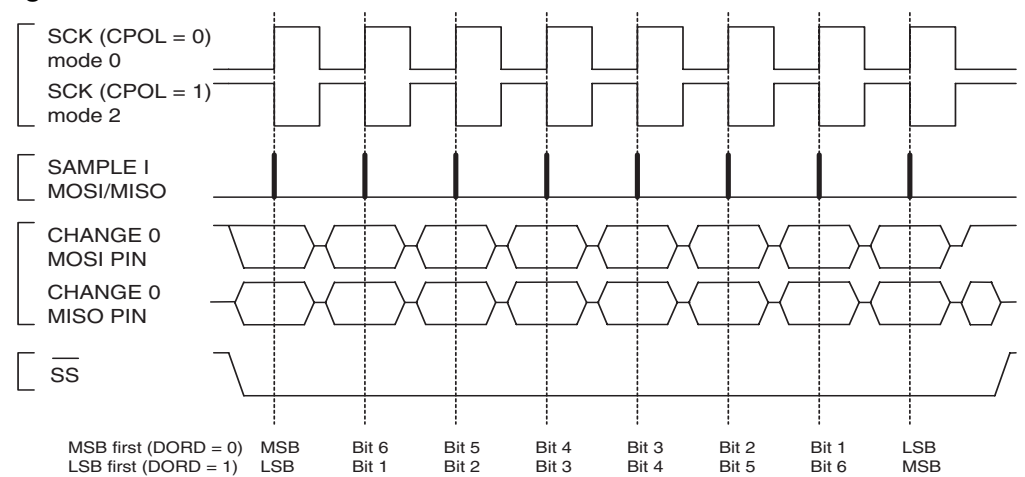 SCK (CPOL = 0)
mode 0
SCK (CPOL = 1)
mode 2
SAMPLE I
MOSI/MISO
CHANGE 0
MOSI PIN
CHANGE 0
MISO PIN
SS
MSB first (DORD = 0) MSB Bit 6 Bit 5 Bit 4 Bit 3 Bit 2 Bit 1 LSB
LSB first (DORD = 1) LSB Bit 1 Bit 2 Bit 3 Bit 4 Bit 5 Bit 6 MSB